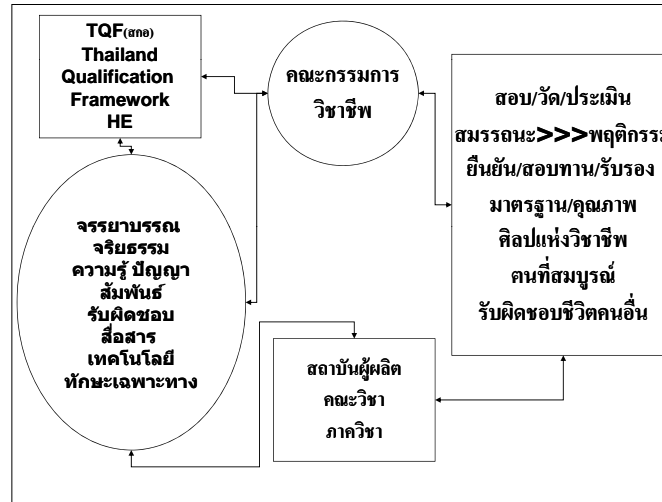 TQF(สกอ)
Thailand
Qualification
Framework
HE
คณะกรรมการ
วิชาชีพ
สอบ/วัด/ประเมิน
สมรรถนะ>>>พฤติกรร
ยืนยัน/สอบทาน/รับรอง
มาตรฐาน/คุณภาพ
ศิลปแห่งวิชาชีพ
ฅนที่สมบูรณ์
รับผิดชอบชีวิตคนอื่น
จรรยาบรรณ
จริยธรรม
ความรู้ ปัญญา
สัมพันธ์
รับผิดชอบ
สื่อสาร
เทคโนโลยี
ทักษะเฉพาะทาง
สถาบันผู้ผลิต
คณะวิชา
ภาควิชา